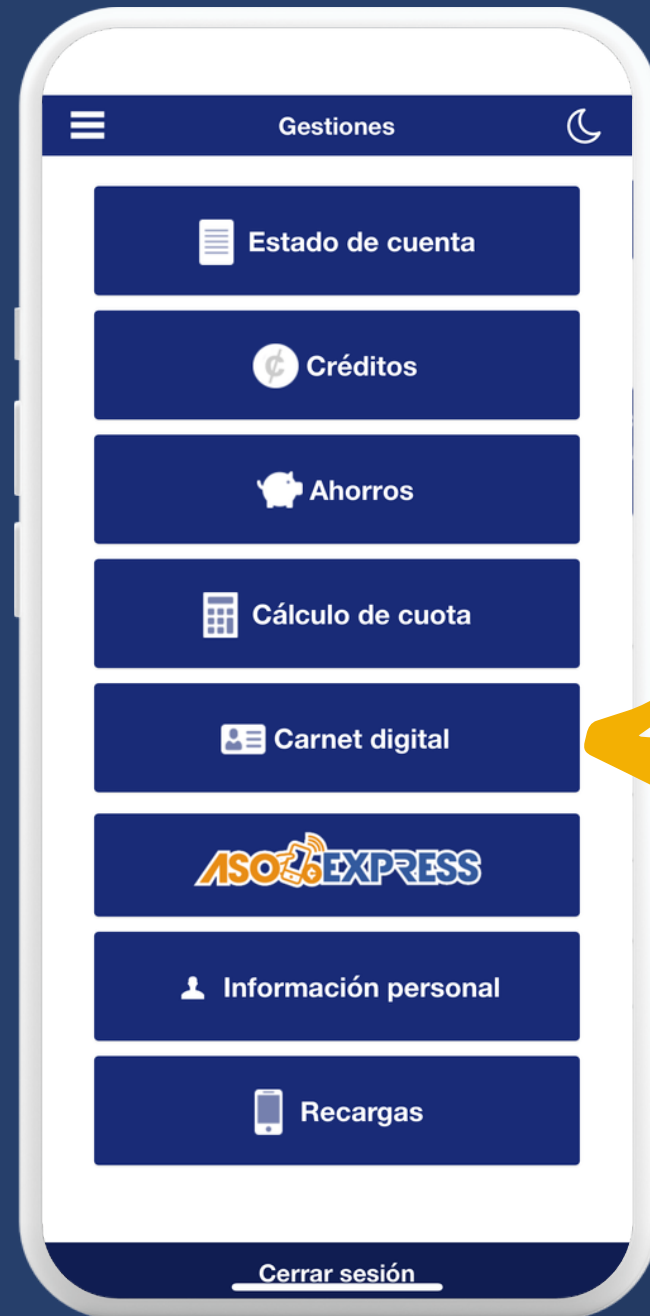 Gestiones
Estado de cuenta
Créditos
Ahorros
Cálculo de cuota
Carnet digital
ASOEXPRESS
Información personal
Recargas
Cerrar sesión